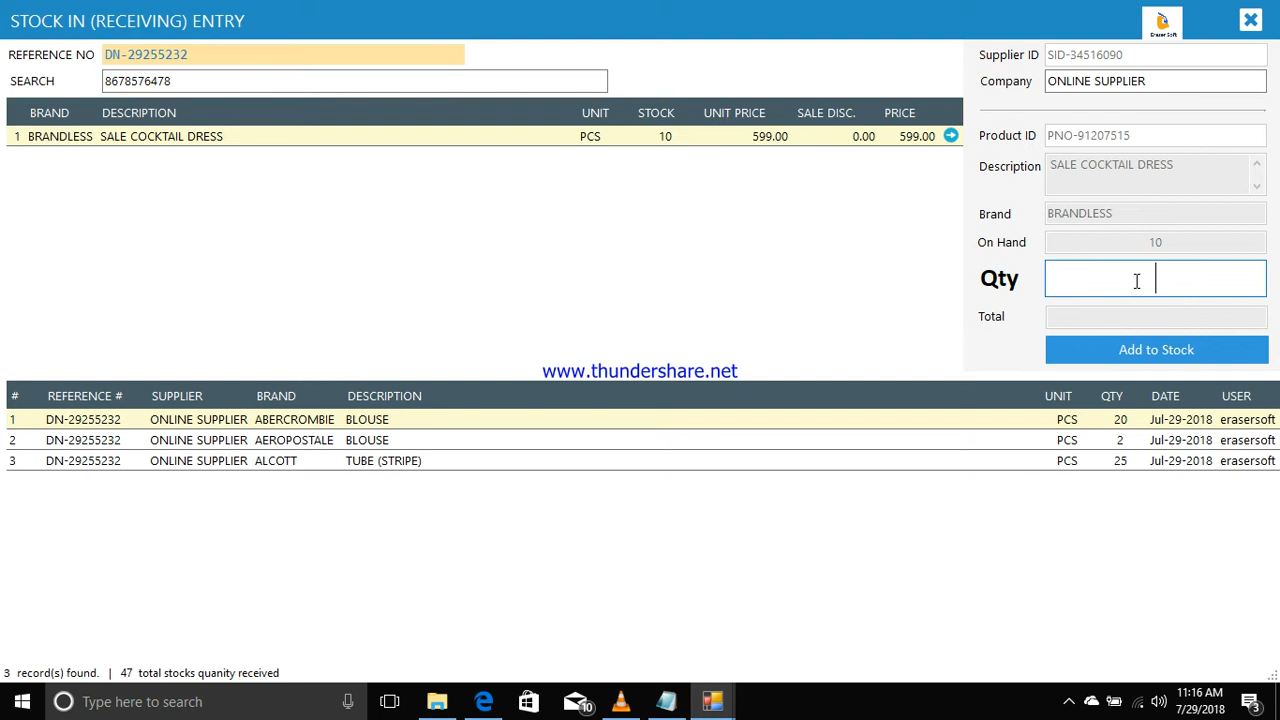 STOCK IN (RECEIVING) ENTRY
Eraser Soft
REFERENCE NO DN-29255232
SEARCH 8678576478
BRAND DESCRIPTION UNIT STOCK UNIT PRICE SALE DISC. PRICE
1 BRANDLESS SALE COCKTAIL DRESS PCS 10 599.00 0.00 599.00
Supplier ID SID-34516090
Company ONLINE SUPPLIER
Product ID PNO-91207515
Description SALE COCKTAIL DRESS
Brand BRANDLESS
On Hand 10
Qty
Total
Add to Stock
www.thundershare.net
# REFERENCE # SUPPLIER BRAND DESCRIPTION UNIT QTY DATE USER
1 DN-29255232 ONLINE SUPPLIER ABERCROMBIE BLOUSE PCS 20 Jul-29-2018 erasersoft
2 DN-29255232 ONLINE SUPPLIER AEROPOSTALE BLOUSE PCS 2 Jul-29-2018 erasersoft
3 DN-29255232 ONLINE SUPPLIER ALCOTT TUBE (STRIPE) PCS 25 Jul-29-2018 erasersoft
3 record(s) found. | 47 total stocks quanity received
Type here to search
10
11:16 AM
7/29/2018
3